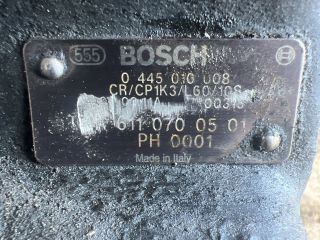 555 BOSCH
0 445 010 008
CR/CP1K3/L60/10S
611 070 05 01
PH 0001
Made in Italy